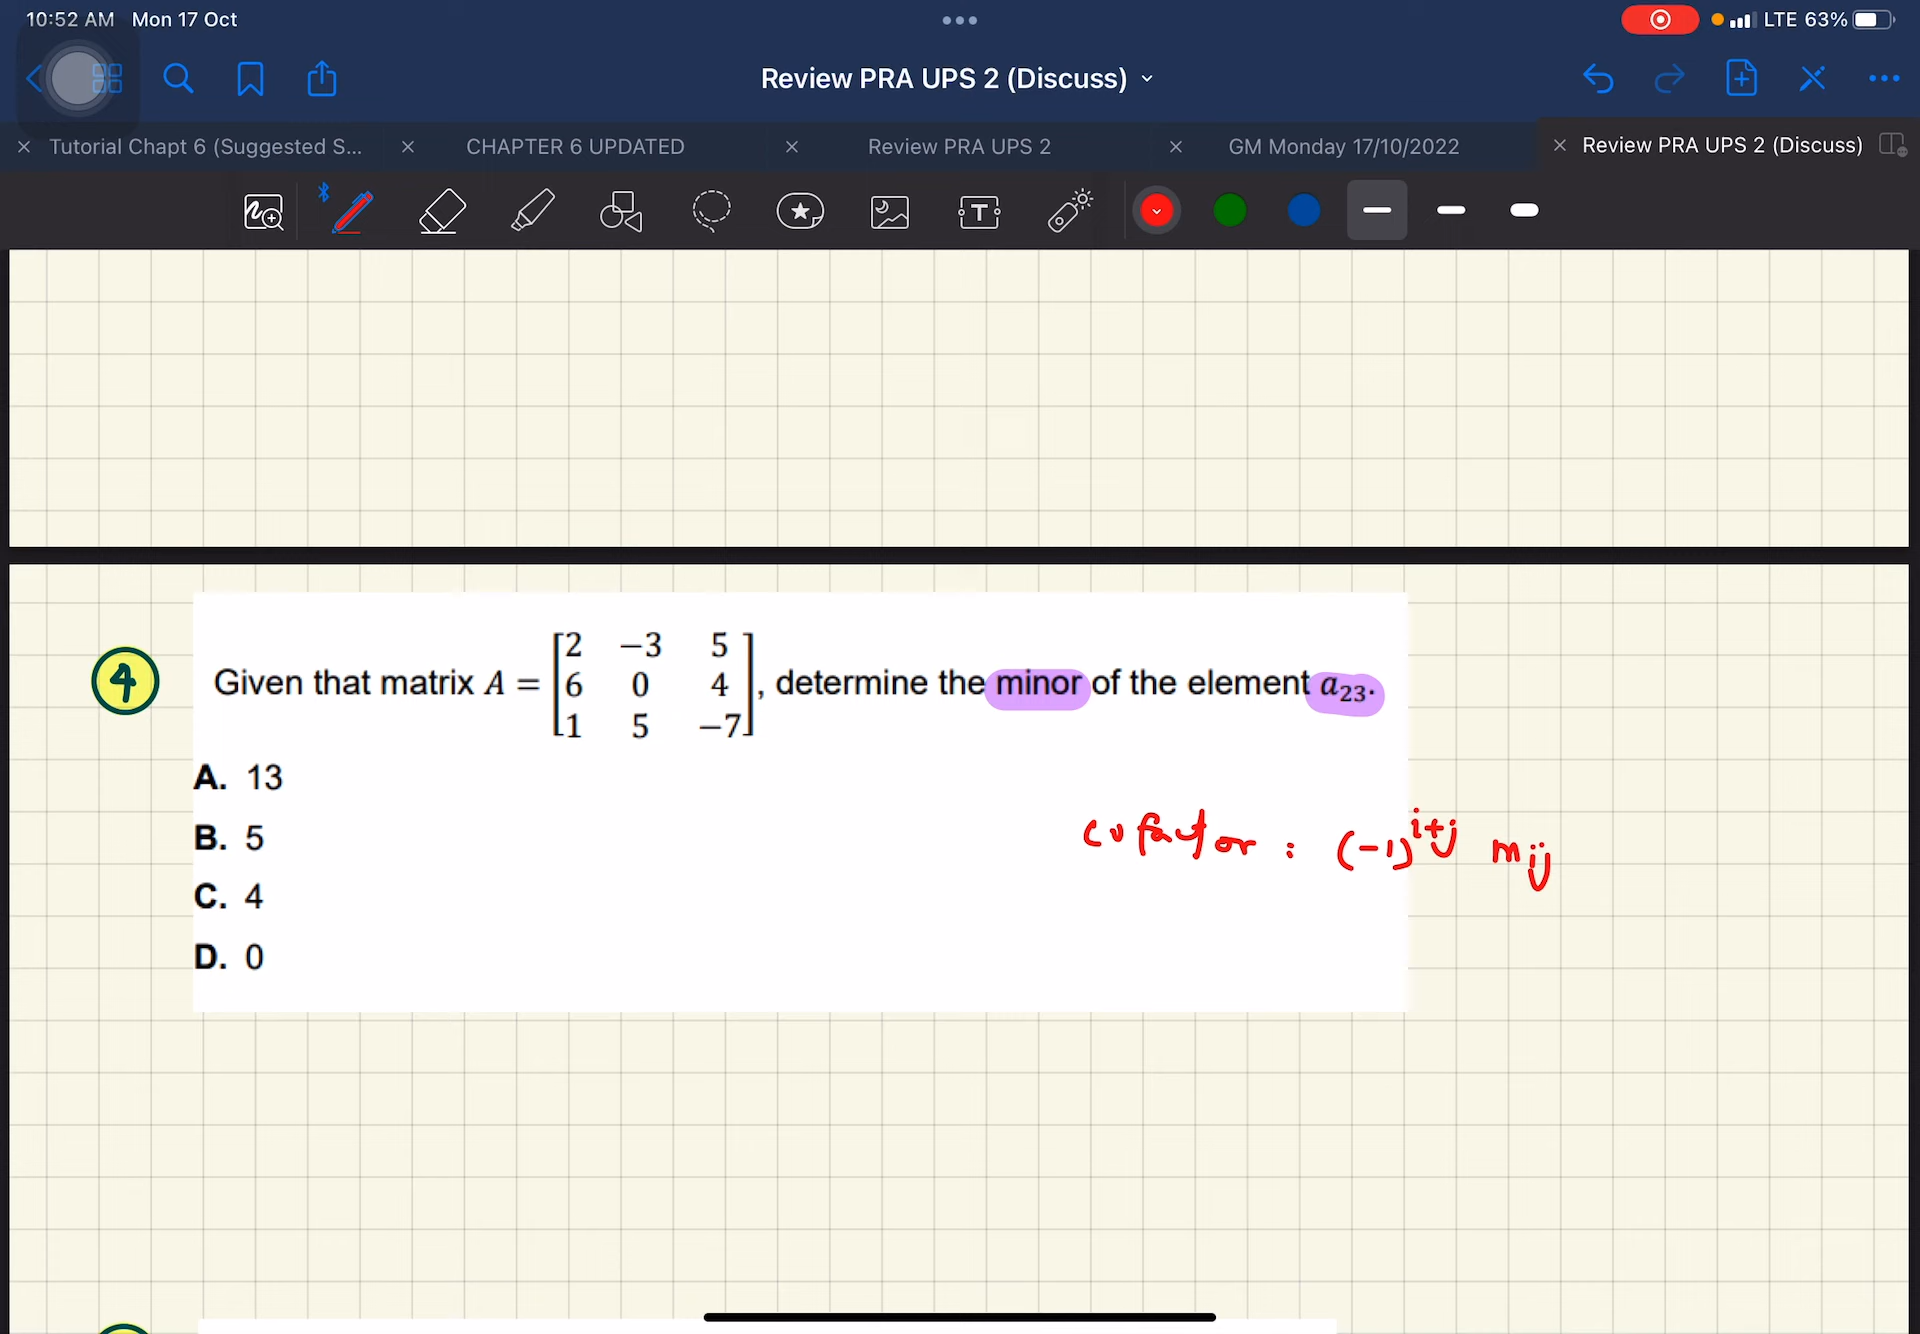 10:52 AM Mon 17 Oct
LTE 63%
Review PRA UPS 2 (Discuss)
Tutorial Chapt 6 (Suggested S...
CHAPTER 6 UPDATED
Review PRA UPS 2
GM Monday 17/10/2022
Review PRA UPS 2 (Discuss)
4
Given that matrix A = [2 −3 5
6 0 4
1 5 −7], determine the minor of the element a₂₃.
A. 13
B. 5
C. 4
D. 0
cofactor : (-1)^i+j m_ij